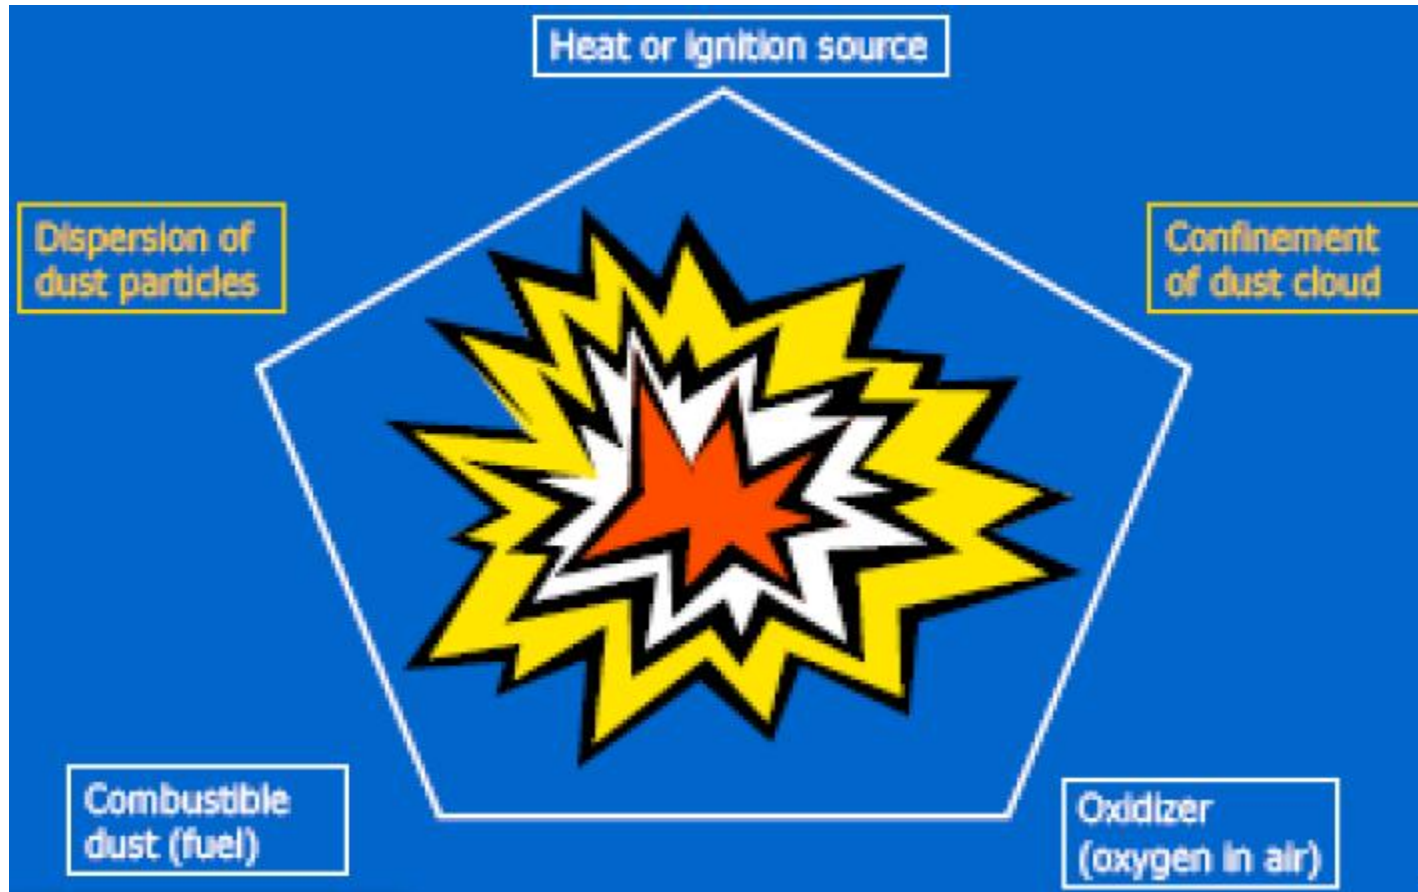 Heat or ignition source
Dispersion of
dust particles
Confinement
of dust cloud
Combustible
dust (fuel)
Oxidizer
(oxygen in air)